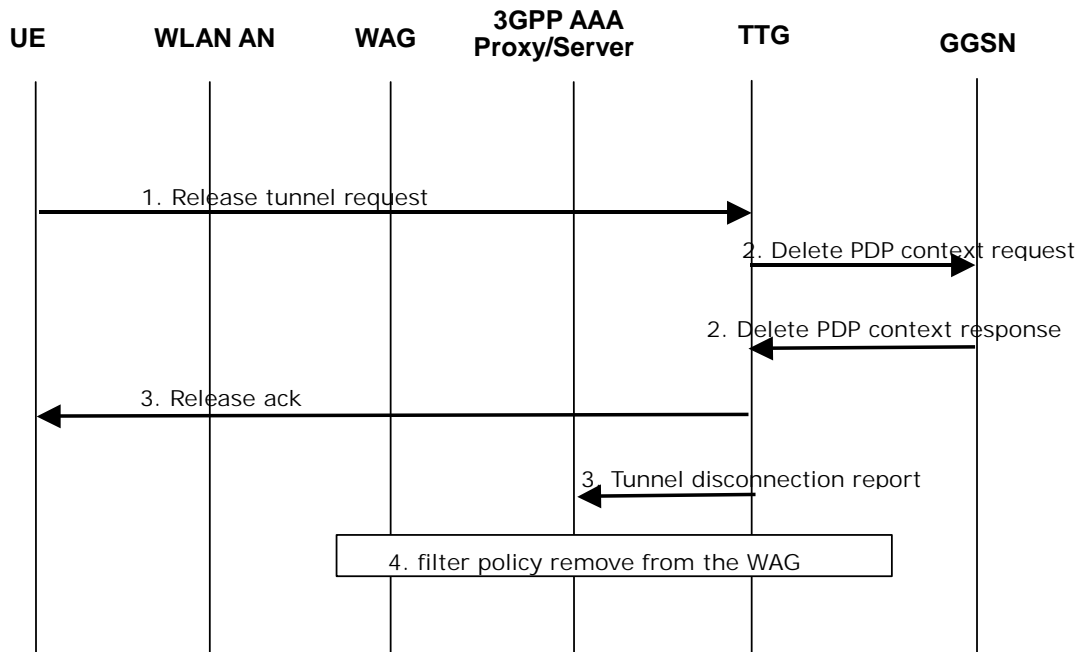 UE
WLAN AN
WAG
3GPP AAA
Proxy/Server
TTG
GGSN
1. Release tunnel request
2. Delete PDP context request
2. Delete PDP context response
3. Release ack
3. Tunnel disconnection report
4. filter policy remove from the WAG